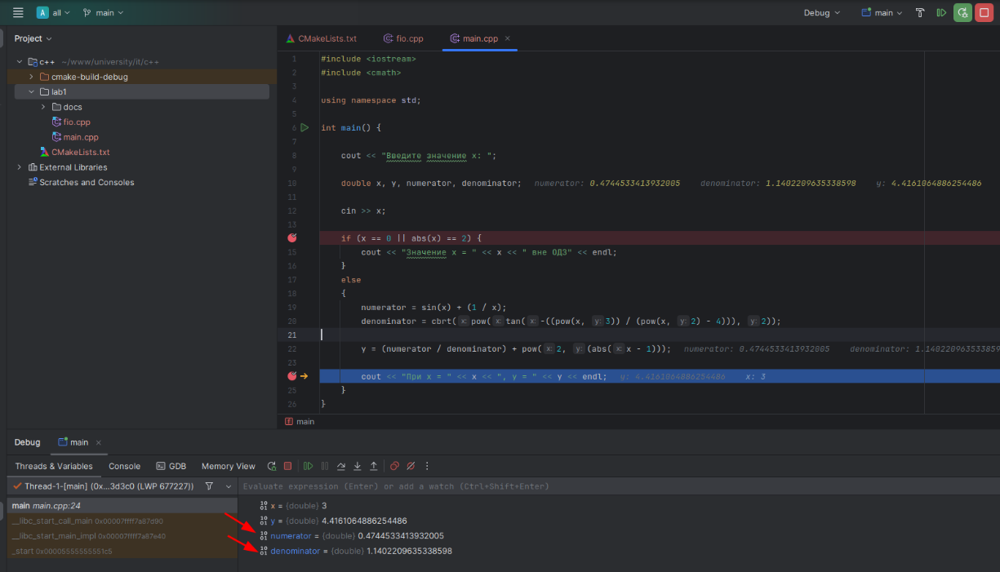 A all main Debug main
Project
CMakeLists.txt fio.cpp main.cpp
c++ ~/www/university/it/c++
cmake-build-debug
lab1
docs
fio.cpp
main.cpp
CMakeLists.txt
External Libraries
Scratches and Consoles
1 #include <iostream>
2 #include <cmath>
3
4 using namespace std;
5
6 int main() {
7
8 cout << "Введите значение x: ";
9
10 double x, y, numerator, denominator; numerator: 0.4744533413932005 denominator: 1.1402209635338598 y: 4.4161064886254486
11
12 cin >> x;
13
if (x == 0 || abs(x) == 2) {
15 cout << "Значение x = " << x << " вне ОДЗ" << endl;
16 }
17 else
18 {
19 numerator = sin(x) + (1 / x);
20 denominator = cbrt( x: pow( x: tan( x: -((pow(x, y: 3)) / (pow(x, y: 2) - 4))), y: 2));
21
22 y = (numerator / denominator) + pow( x: 2, y: (abs( x: x - 1))); numerator: 0.4744533413932005 denominator: 1.140220963533859
23
cout << "При x = " << x << ", y = " << y << endl; y: 4.4161064886254486 x: 3
25 }
26 }
f main
Debug main
Threads & Variables Console GDB Memory View
Thread-1-[main] (0x...3d3c0 (LWP 677227)) Evaluate expression (Enter) or add a watch (Ctrl+Shift+Enter)
main main.cpp:24
__libc_start_call_main 0x00007ffff7a87d90
__libc_start_main_impl 0x00007ffff7a87e40
_start 0x00005555555551c5
10 01 x = {double} 3
10 01 y = {double} 4.4161064886254486
10 01 numerator = {double} 0.4744533413932005
10 01 denominator = {double} 1.1402209635338598